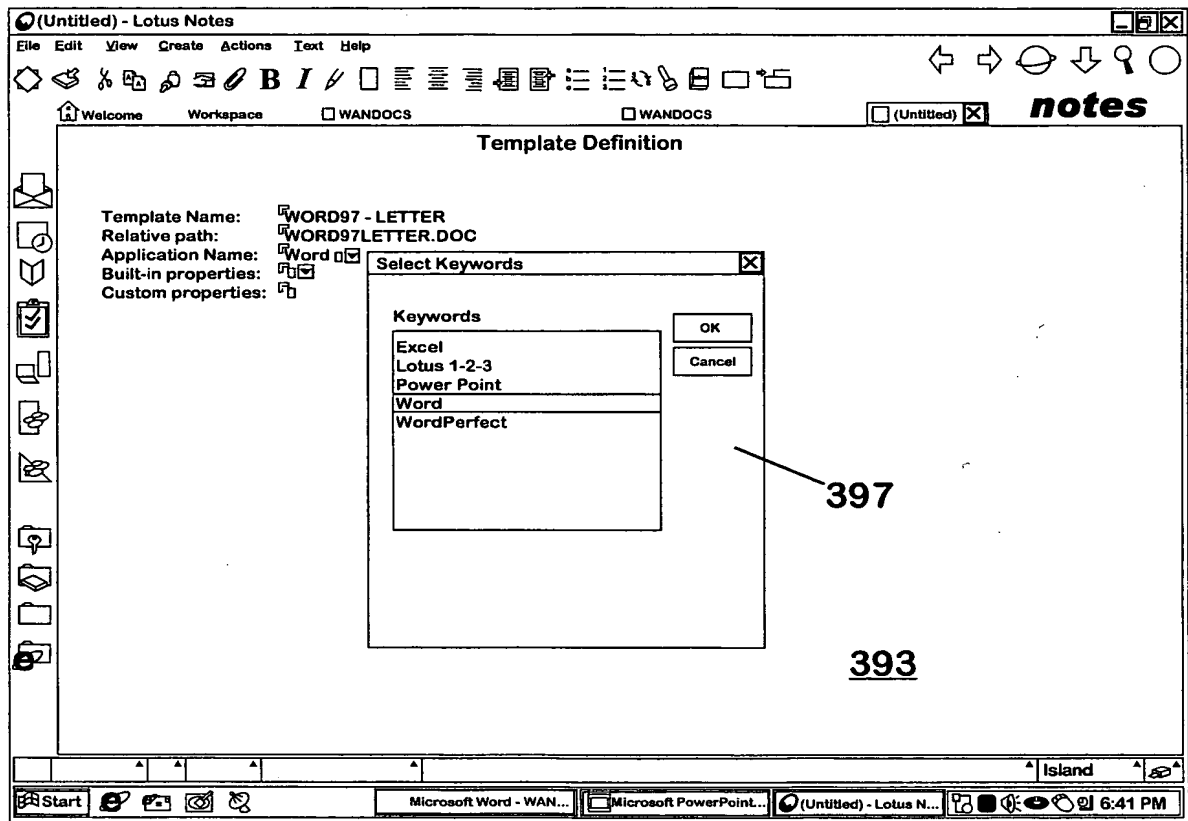 (Untitled) - Lotus Notes
File Edit View Create Actions Text Help
B I
notes
Welcome Workspace WANDOCS WANDOCS (Untitled)
Template Definition
Template Name: WORD97 - LETTER
Relative path: WORD97LETTER.DOC
Application Name: Word
Built-in properties:
Custom properties:
Select Keywords
Keywords
Excel
Lotus 1-2-3
Power Point
Word
WordPerfect
OK
Cancel
397
393
Island
Start Microsoft Word - WAN... Microsoft PowerPoint... (Untitled) - Lotus N... 6:41 PM